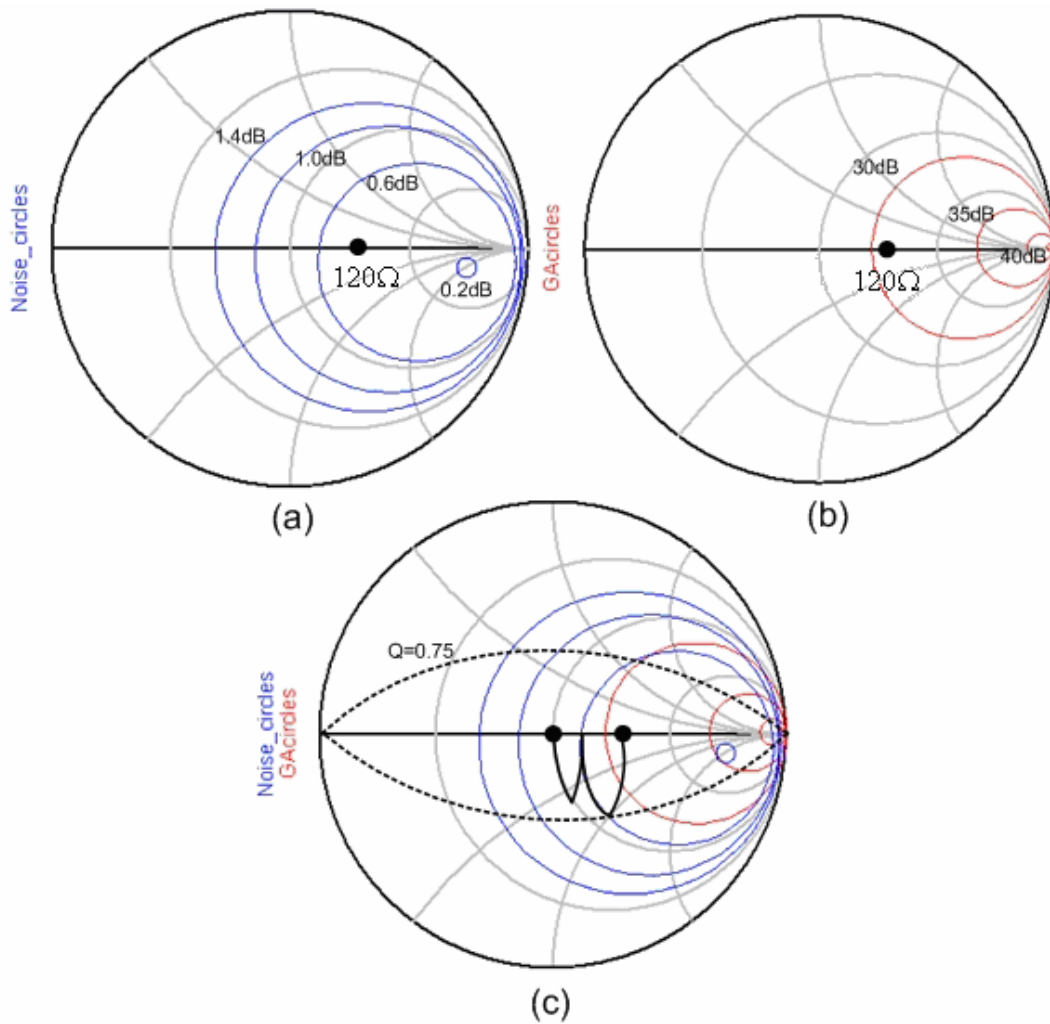 Noise_circles
1.4dB
1.0dB
0.6dB
0.2dB
120Ω
(a)
GAcircles
30dB
35dB
40dB
120Ω
(b)
Noise_circles
GAcircles
Q=0.75
(c)